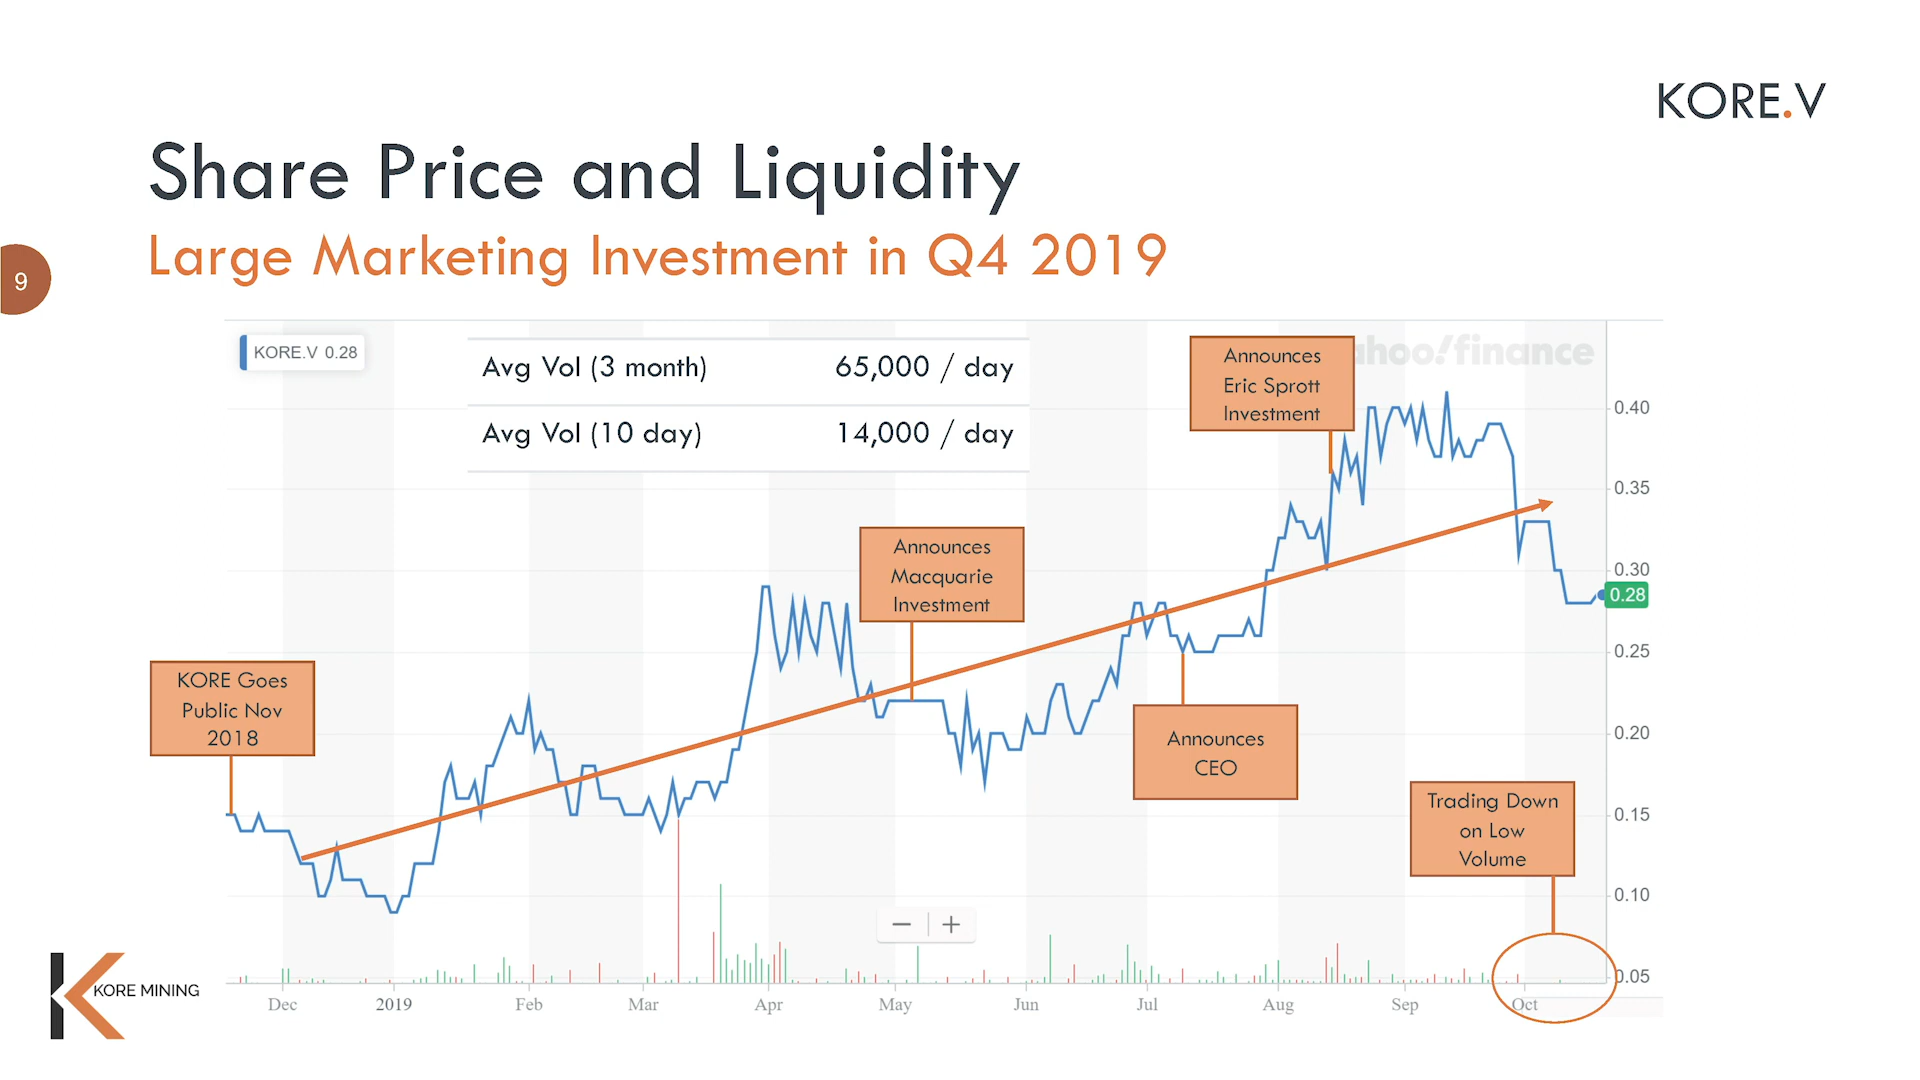 KORE.V
Share Price and Liquidity
Large Marketing Investment in Q4 2019
9
KORE.V 0.28
Avg Vol (3 month) 65,000 / day
Avg Vol (10 day) 14,000 / day
Announces
Eric Sprott
Investment
ahoo!finance
Announces
Macquarie
Investment
KORE Goes
Public Nov
2018
Announces
CEO
Trading Down
on Low
Volume
0.40
0.35
0.30
0.28
0.25
0.20
0.15
0.10
0.05
− +
Dec 2019 Feb Mar Apr May Jun Jul Aug Sep Oct
KORE MINING